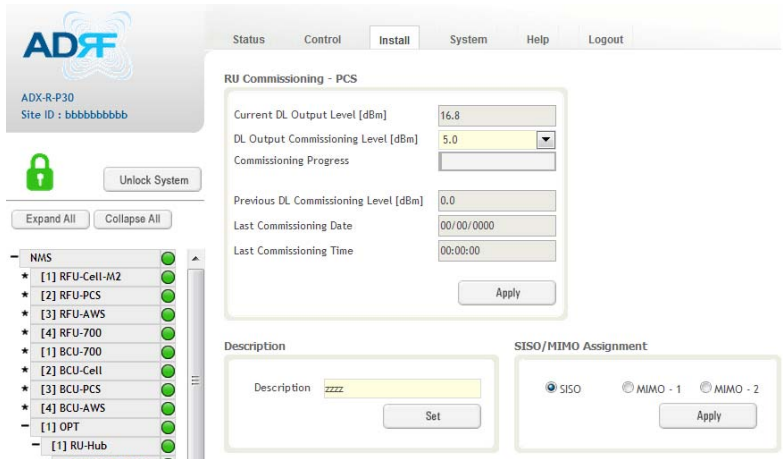 ADRF
ADX-R-P30
Site ID : bbbbbbbbbb
Unlock System
Expand All Collapse All
− NMS
★ [1] RFU-Cell-M2
★ [2] RFU-PCS
★ [3] RFU-AWS
★ [4] RFU-700
★ [1] BCU-700
★ [2] BCU-Cell
★ [3] BCU-PCS
★ [4] BCU-AWS
− [1] OPT
− [1] RU-Hub
Status Control Install System Help Logout
RU Commissioning - PCS
Current DL Output Level [dBm] 16.8
DL Output Commissioning Level [dBm] 5.0
Commissioning Progress
Previous DL Commissioning Level [dBm] 0.0
Last Commissioning Date 00/00/0000
Last Commissioning Time 00:00:00
Apply
Description
Description zzzz
Set
SISO/MIMO Assignment
SISO MIMO - 1 MIMO - 2
Apply